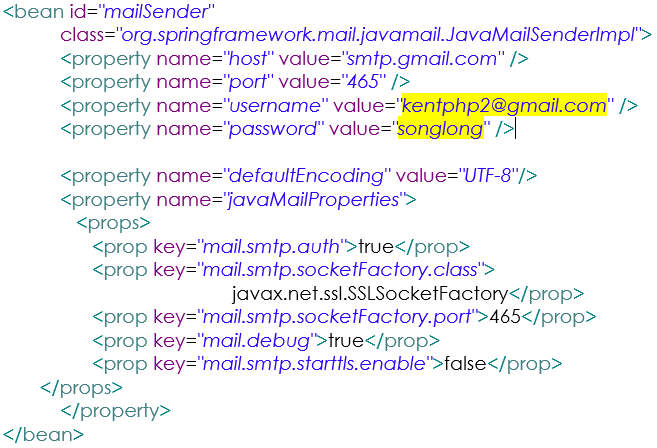 <bean id="mailSender"
class="org.springframework.mail.javamail.JavaMailSenderImpl">
<property name="host" value="smtp.gmail.com" />
<property name="port" value="465" />
<property name="username" value="kentphp2@gmail.com" />
<property name="password" value="songlong" />
<property name="defaultEncoding" value="UTF-8"/>
<property name="javaMailProperties">
<props>
<prop key="mail.smtp.auth">true</prop>
<prop key="mail.smtp.socketFactory.class">
javax.net.ssl.SSLSocketFactory</prop>
<prop key="mail.smtp.socketFactory.port">465</prop>
<prop key="mail.debug">true</prop>
<prop key="mail.smtp.starttls.enable">false</prop>
</props>
</property>
</bean>